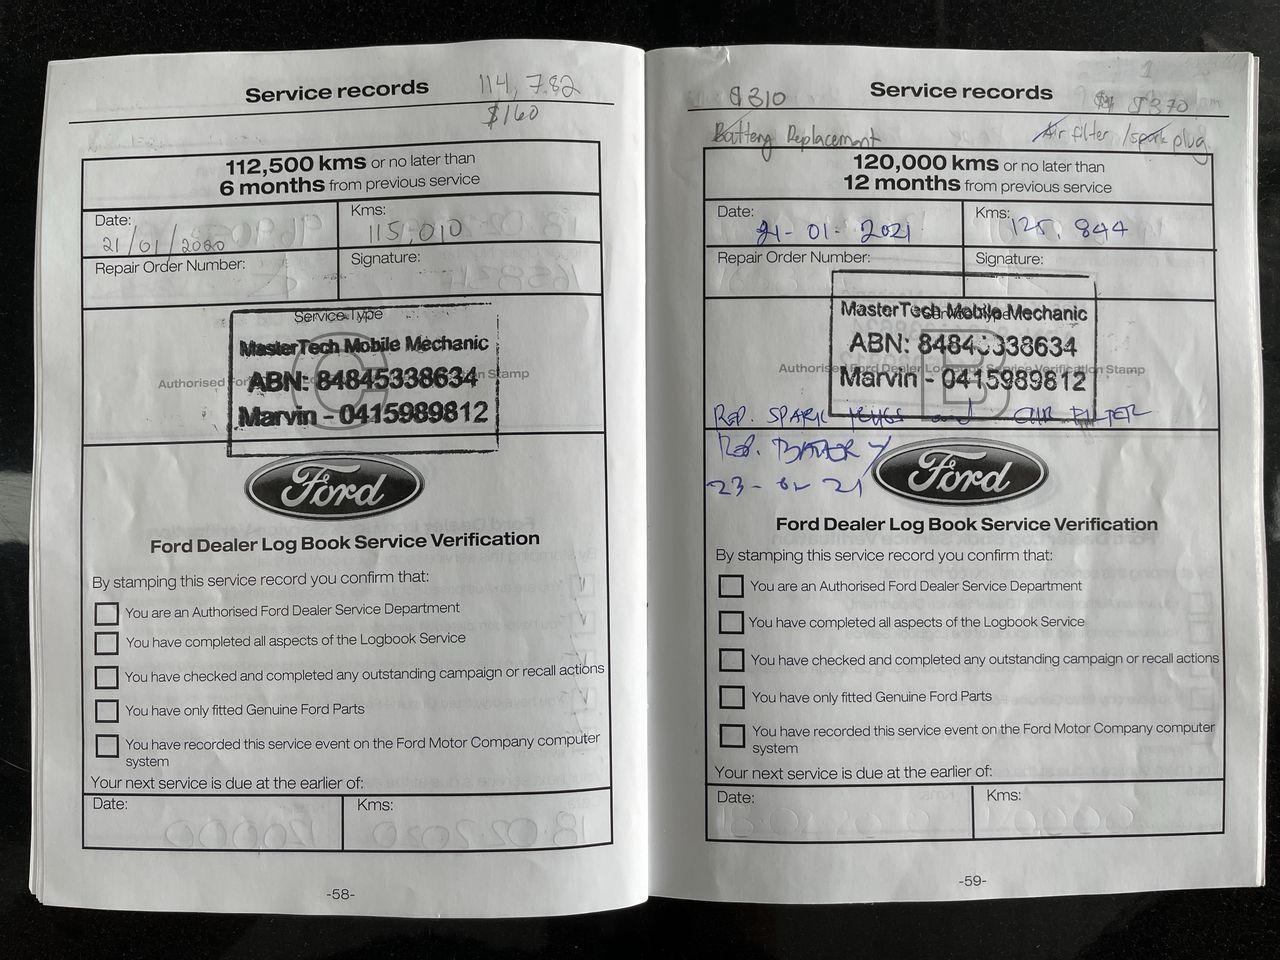 Service records
114,782
$160
112,500 kms or no later than
6 months from previous service
Date:
21/01/2020
Kms:
115,010
Repair Order Number:
Signature:
Service Type
Authorised Stamp
MasterTech Mobile Mechanic
ABN: 84845338634
Marvin - 0415989812
Ford
Ford Dealer Log Book Service Verification
By stamping this service record you confirm that:
You are an Authorised Ford Dealer Service Department
You have completed all aspects of the Logbook Service
You have checked and completed any outstanding campaign or recall actions
You have only fitted Genuine Ford Parts
You have recorded this service event on the Ford Motor Company computer
system
Your next service is due at the earlier of:
Date:
Kms:
-58-
Service records
$310
$370
Battery Replacement
Air filter /spark plug
120,000 kms or no later than
12 months from previous service
Date:
21-01-2021
Kms:
125,844
Repair Order Number:
Signature:
MasterTech Mobile Mechanic
ABN: 84845338634
Authorised Ford Dealer Service Verification Stamp
Marvin - 0415989812
REP. SPARK PLUGS and AIR FILTER
REP. BATTERY
23- 21
Ford
Ford Dealer Log Book Service Verification
By stamping this service record you confirm that:
You are an Authorised Ford Dealer Service Department
You have completed all aspects of the Logbook Service
You have checked and completed any outstanding campaign or recall actions
You have only fitted Genuine Ford Parts
You have recorded this service event on the Ford Motor Company computer
system
Your next service is due at the earlier of:
Date:
Kms:
-59-